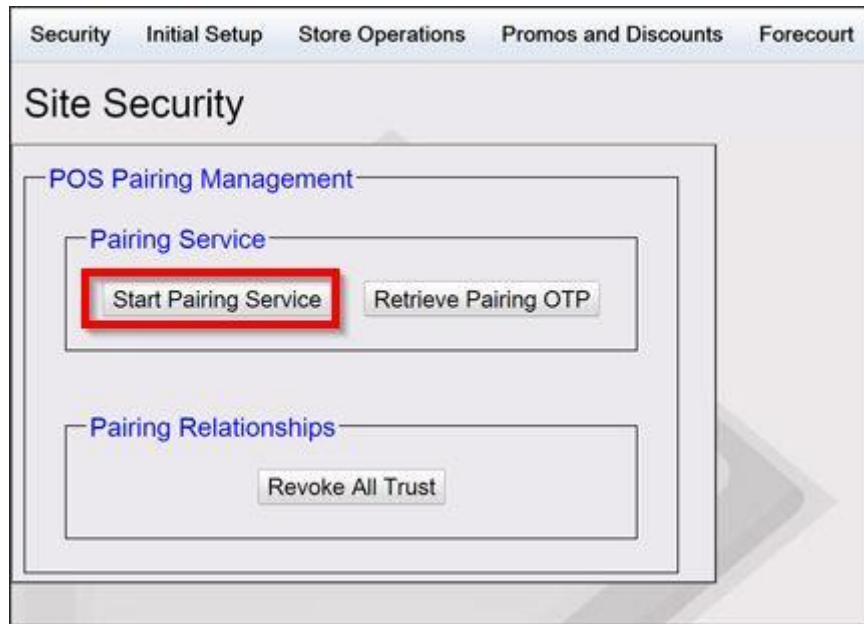 Security Initial Setup Store Operations Promos and Discounts Forecourt
Site Security
POS Pairing Management
Pairing Service
Start Pairing Service Retrieve Pairing OTP
Pairing Relationships
Revoke All Trust